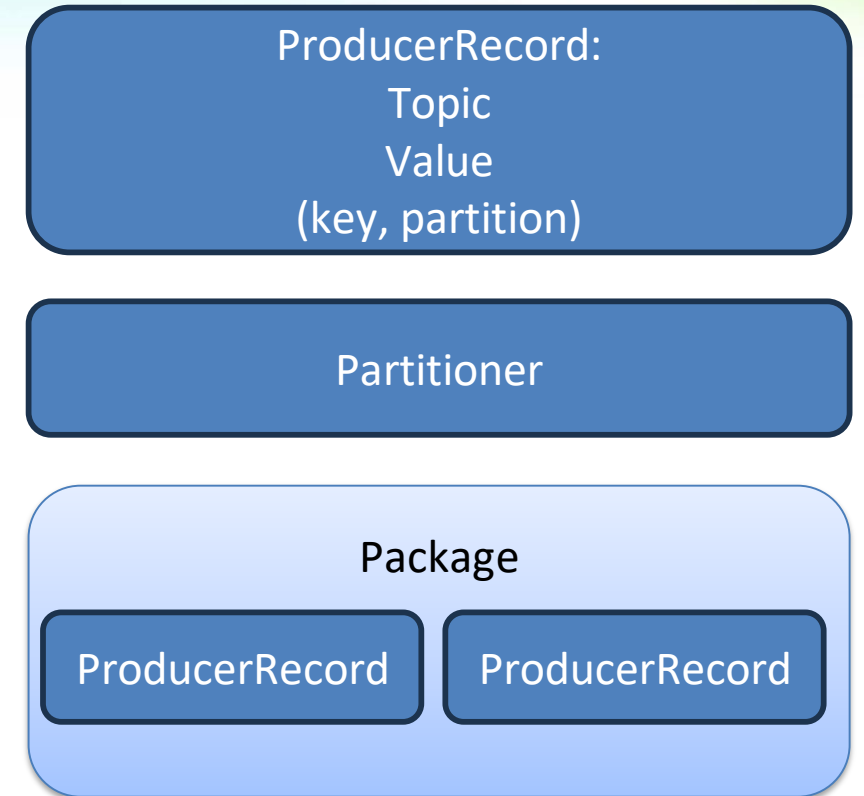 ProducerRecord:
Topic
Value
(key, partition)
Partitioner
Package
ProducerRecord ProducerRecord